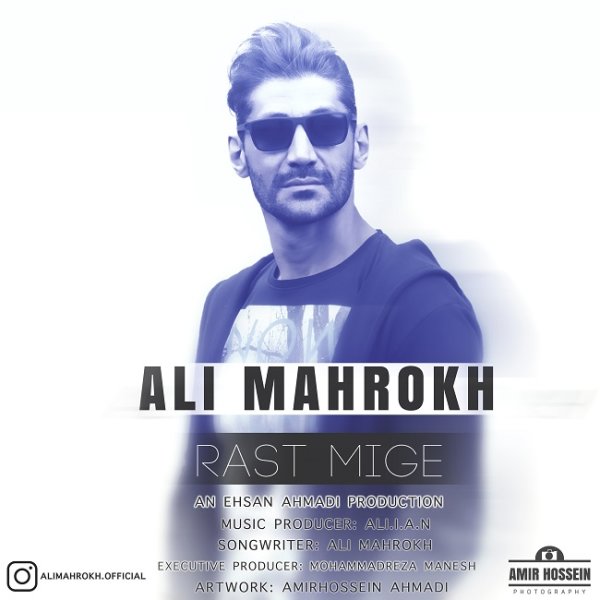 ALI MAHROKH
RAST MIGE
AN EHSAN AHMADI PRODUCTION
MUSIC PRODUCER: ALI.I.A.N
SONGWRITER: ALI MAHROKH
EXECUTIVE PRODUCER: MOHAMMADREZA MANESH
ARTWORK: AMIRHOSSEIN AHMADI
ALIMAHROKH.OFFICIAL
AMIR HOSSEIN
PHOTOGRAPHY